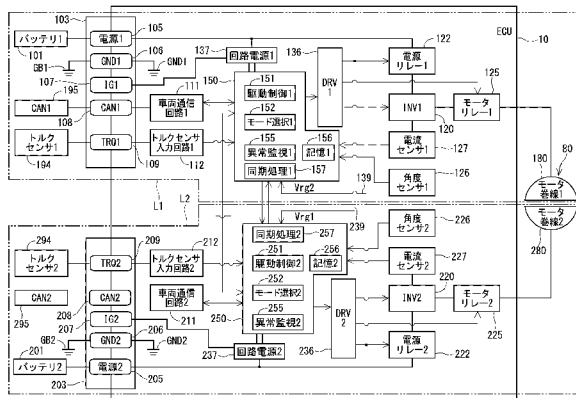 103
105
137
136
122
ECU
10
バッテリ1
電源1
106
回路電源1
電源
リレー1
101
GB1
GND1
GND1
150
DRV
1
125
107
IG1
111
151
195
駆動制御1
CAN1
CAN1
車両通信
回路1
152
モード選択1
INV1
モータ
リレー1
108
155
156
120
トルク
センサ1
TRQ1
トルクセンサ
入力回路1
異常監視1
記憶1
電流
センサ1
127
194
109
112
同期処理1
157
139
角度
センサ1
126
180
80
Vrg2
L1
L2
モータ
巻線1
モータ
巻線2
Vrg1
239
294
209
212
同期処理2
257
角度
センサ2
226
280
トルク
センサ2
TRQ2
トルクセンサ
入力回路2
251
256
駆動制御2
記憶2
電流
センサ2
227
CAN2
CAN2
車両通信
回路2
252
モード選択2
220
295
208
207
IG2
206
211
250
255
異常監視2
DRV
2
INV2
モータ
リレー2
201
GB2
GND2
GND2
237
回路電源2
236
225
バッテリ2
電源2
電源
リレー2
222
203
205